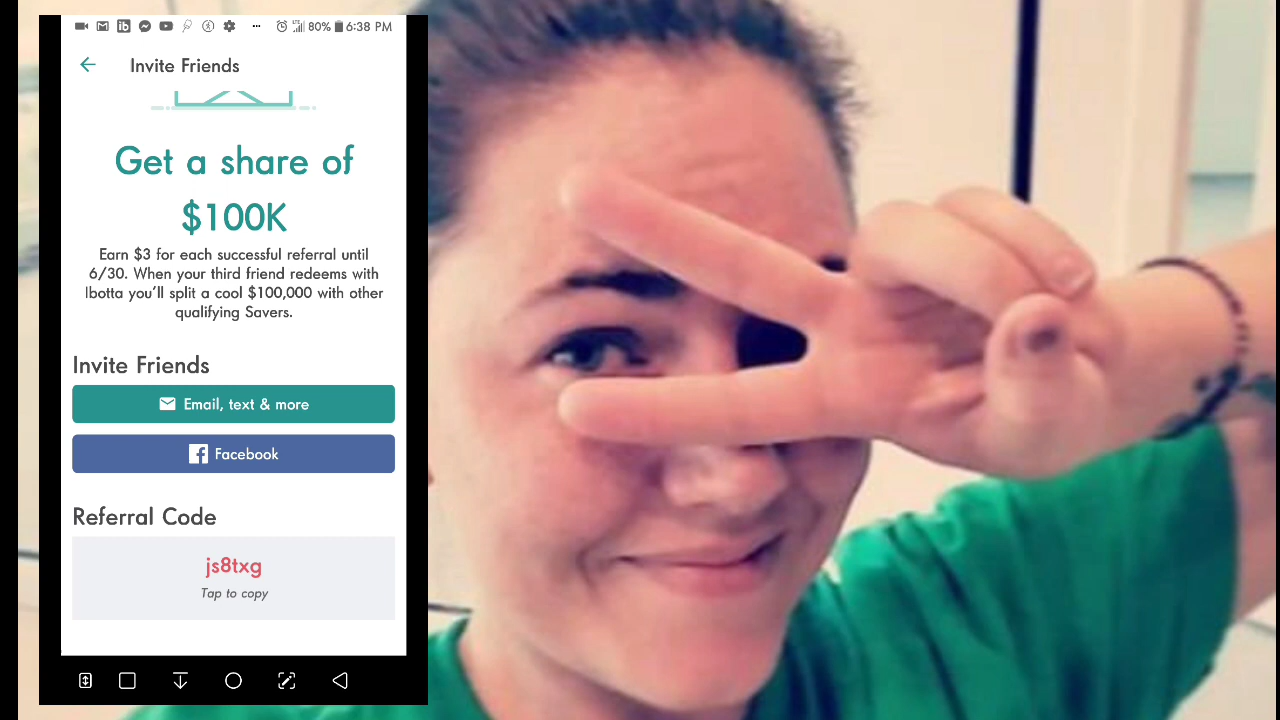 80% 6:38 PM
Invite Friends
Get a share of
$100K
Earn $3 for each successful referral until
6/30. When your third friend redeems with
Ibotta you'll split a cool $100,000 with other
qualifying Savers.
Invite Friends
Email, text & more
Facebook
Referral Code
js8txg
Tap to copy